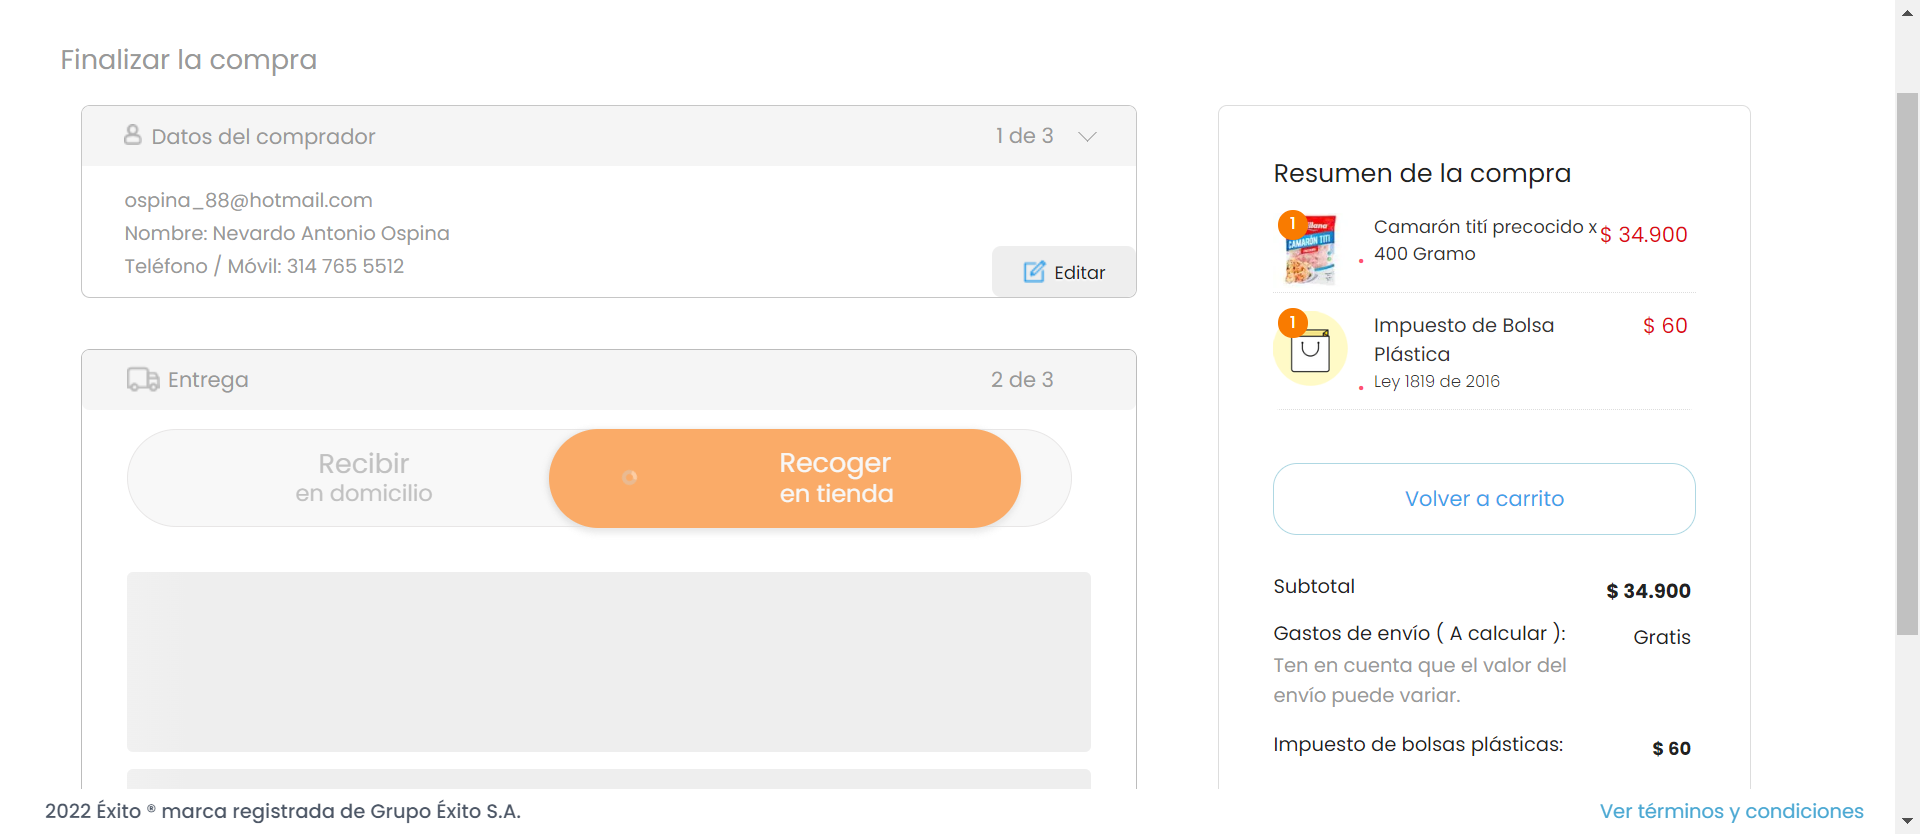 Finalizar la compra
Datos del comprador
1 de 3
ospina_88@hotmail.com
Nombre: Nevardo Antonio Ospina
Teléfono / Móvil: 314 765 5512
Editar
Entrega
2 de 3
Recibir
en domicilio
Recoger
en tienda
Resumen de la compra
1
CAMARÓN TITÍ
Camarón tití precocido x
400 Gramo
$ 34.900
1
Impuesto de Bolsa
Plástica
Ley 1819 de 2016
$ 60
Volver a carrito
Subtotal
$ 34.900
Gastos de envío ( A calcular ):
Gratis
Ten en cuenta que el valor del
envío puede variar.
Impuesto de bolsas plásticas:
$ 60
2022 Éxito ® marca registrada de Grupo Éxito S.A.
Ver términos y condiciones